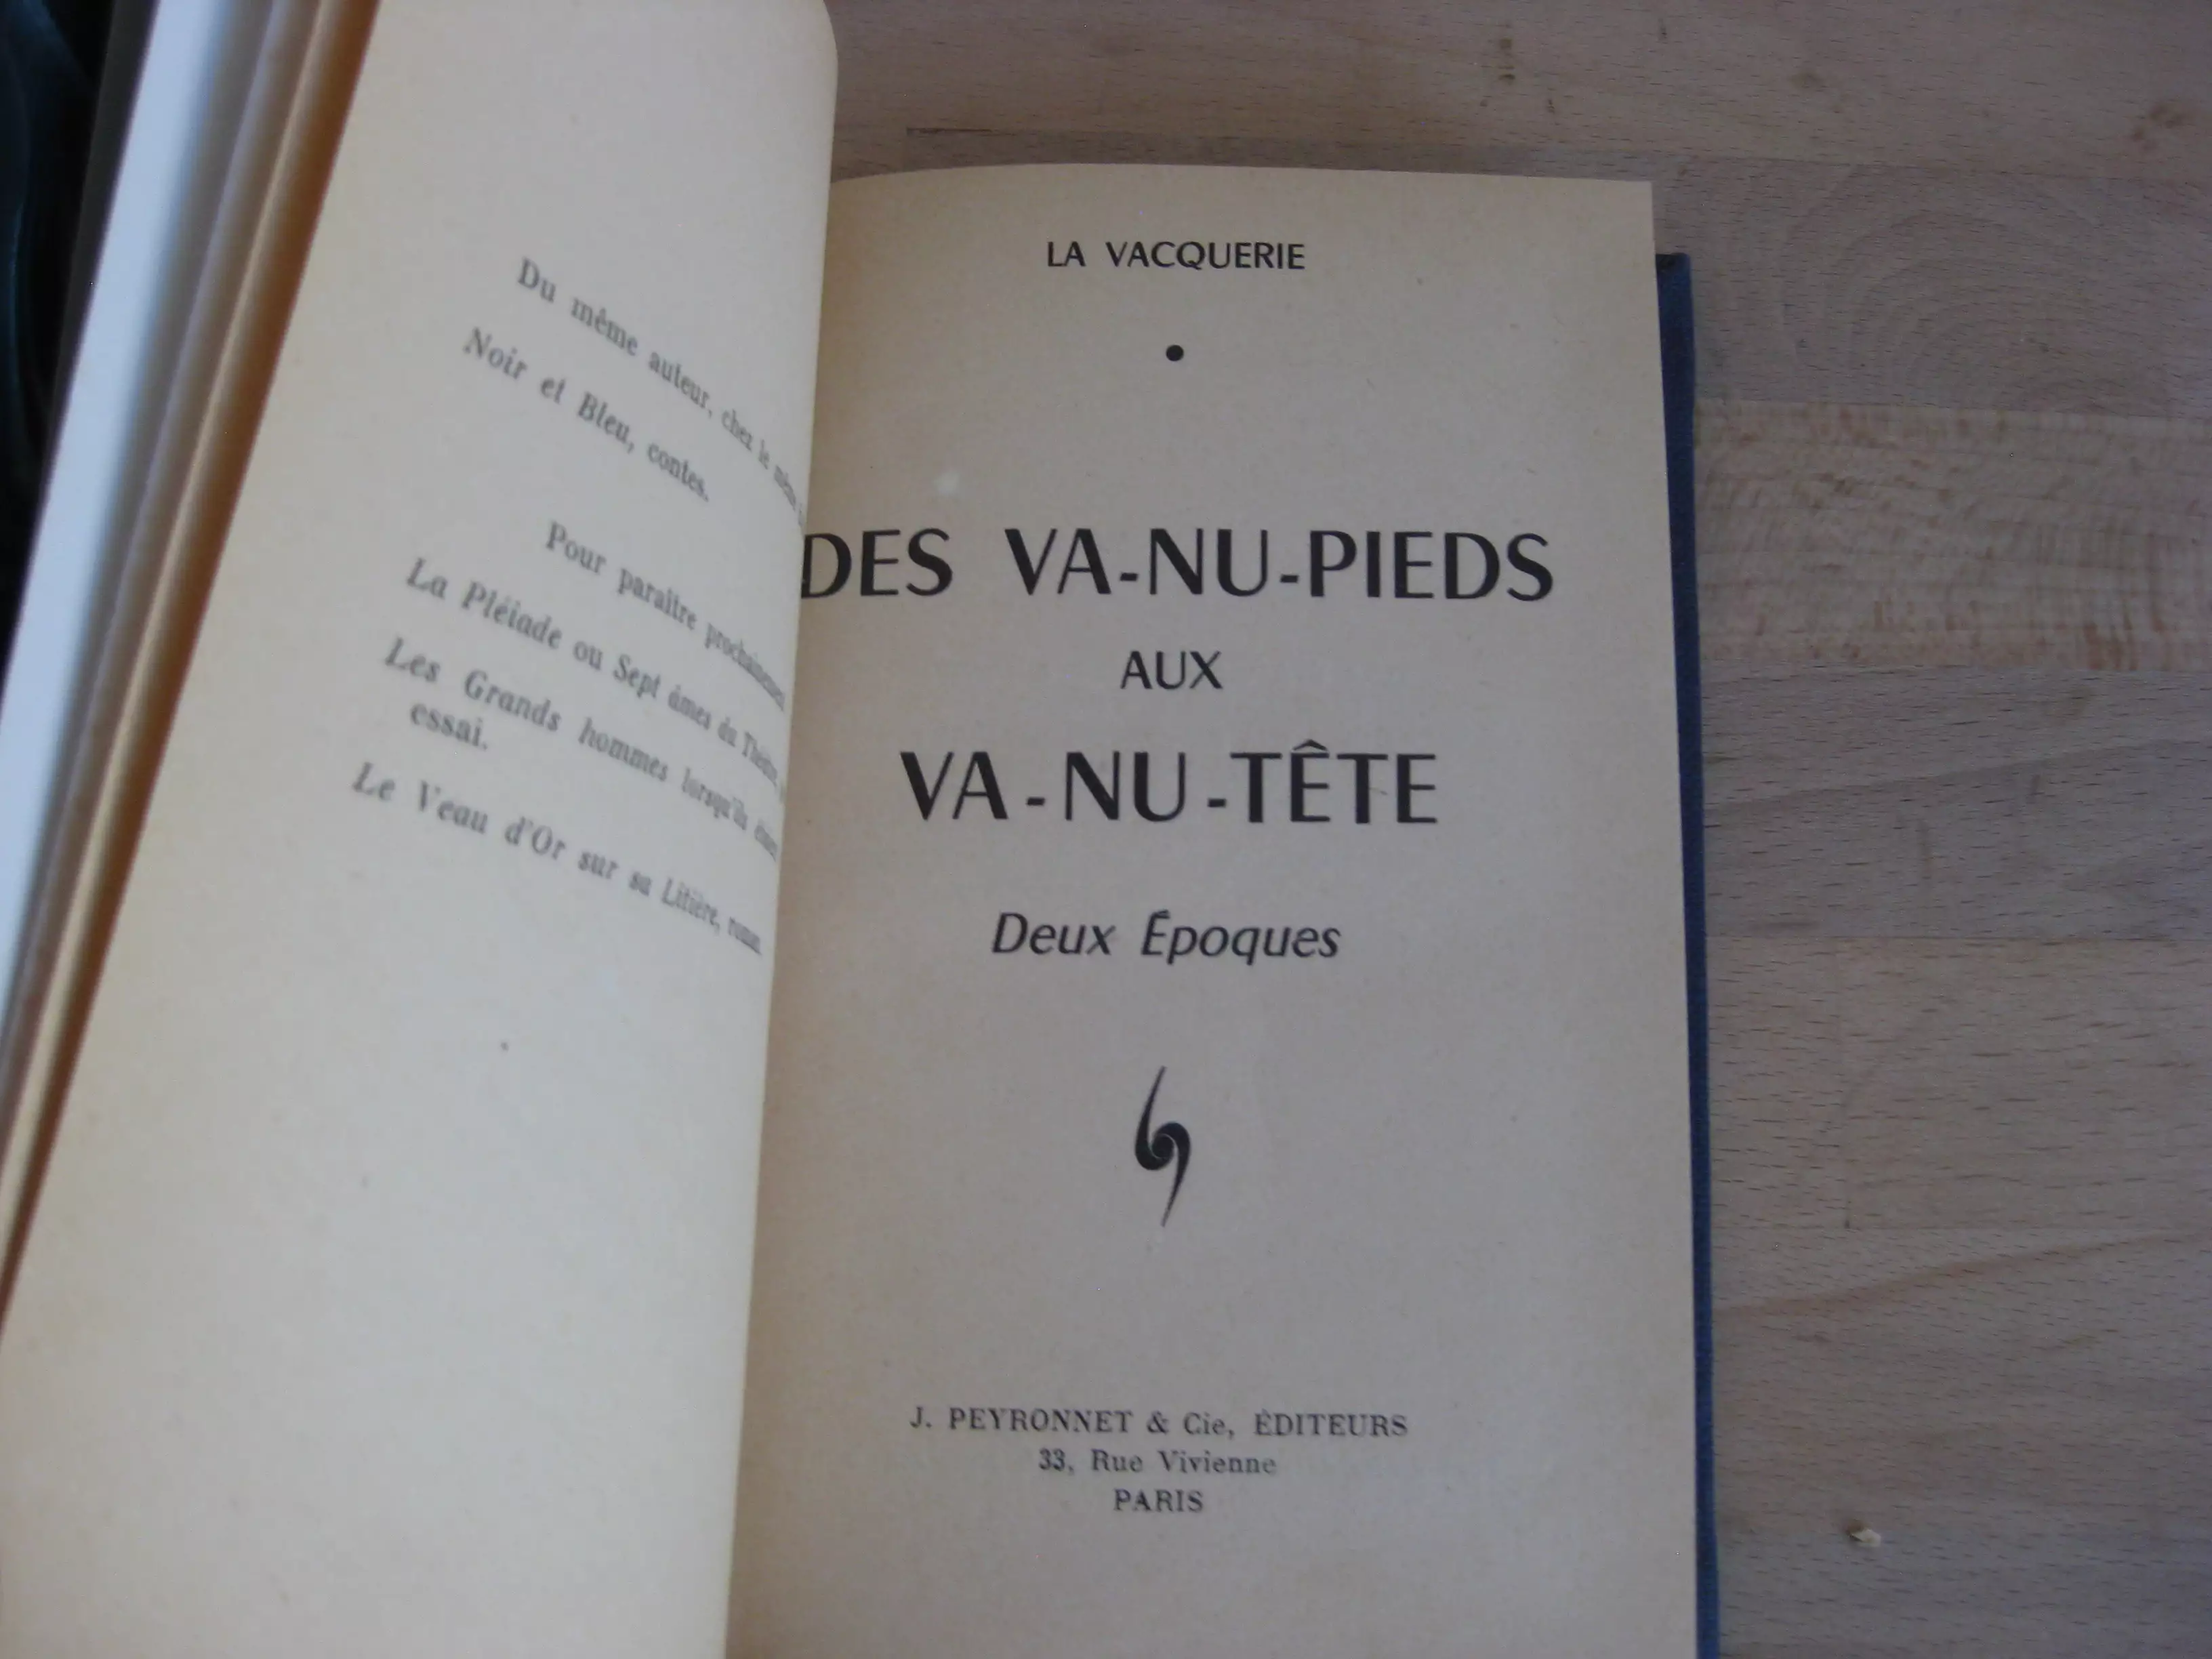 Du même auteur, chez le même
Noir et Bleu, contes.
Pour paraître prochainement
La Pléiade ou Sept âmes du Théâtre,
Les Grands hommes lorsqu'ils étaient
essai.
Le Veau d'Or sur sa Litière, roman.
LA VACQUERIE
•
DES VA-NU-PIEDS
AUX
VA-NU-TÊTE
Deux Époques
J. PEYRONNET & Cie, ÉDITEURS
33, Rue Vivienne
PARIS